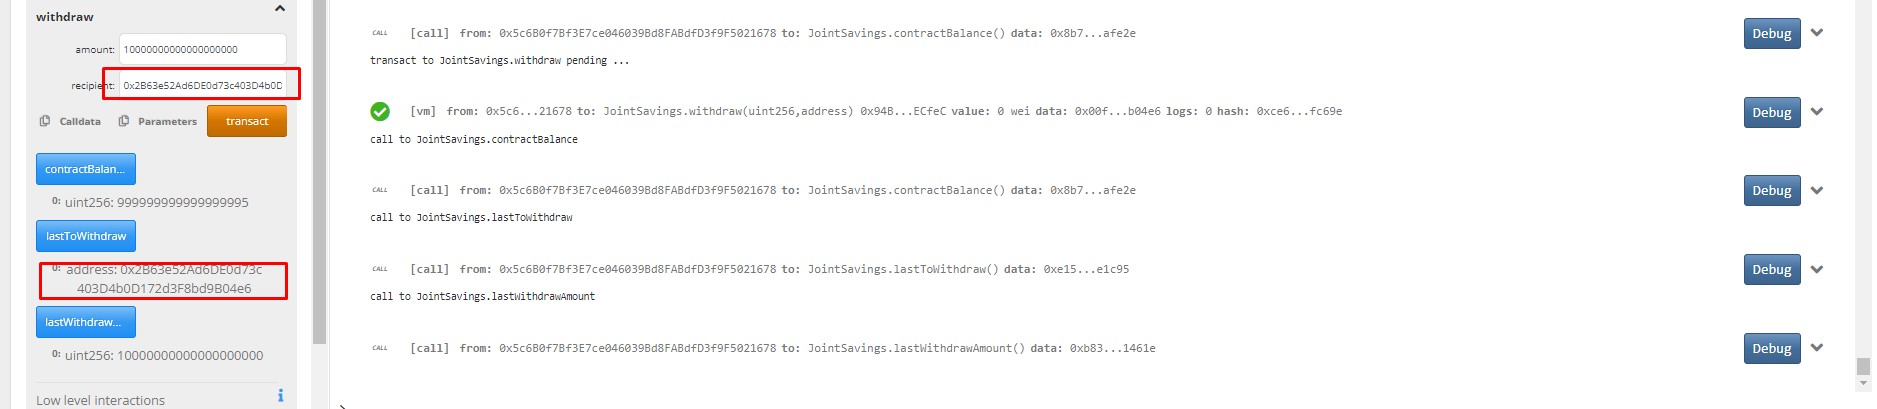 withdraw
amount: 10000000000000000000
recipient: 0x2B63e52Ad6DE0d73c403D4b0D
Calldata Parameters transact
contractBalan...
0: uint256: 999999999999999995
lastToWithdraw
0: address: 0x2B63e52Ad6DE0d73c
403D4b0D172d3F8bd9B04e6
lastWithdraw...
0: uint256: 10000000000000000000
Low level interactions
CALL [call] from: 0x5c6B0f7Bf3E7ce046039Bd8FABdfD3f9F5021678 to: JointSavings.contractBalance() data: 0x8b7...afe2e Debug
transact to JointSavings.withdraw pending ...
[vm] from: 0x5c6...21678 to: JointSavings.withdraw(uint256,address) 0x94B...ECfeC value: 0 wei data: 0x00f...b04e6 logs: 0 hash: 0xce6...fc69e Debug
call to JointSavings.contractBalance
CALL [call] from: 0x5c6B0f7Bf3E7ce046039Bd8FABdfD3f9F5021678 to: JointSavings.contractBalance() data: 0x8b7...afe2e Debug
call to JointSavings.lastToWithdraw
CALL [call] from: 0x5c6B0f7Bf3E7ce046039Bd8FABdfD3f9F5021678 to: JointSavings.lastToWithdraw() data: 0xe15...e1c95 Debug
call to JointSavings.lastWithdrawAmount
CALL [call] from: 0x5c6B0f7Bf3E7ce046039Bd8FABdfD3f9F5021678 to: JointSavings.lastWithdrawAmount() data: 0xb83...1461e Debug